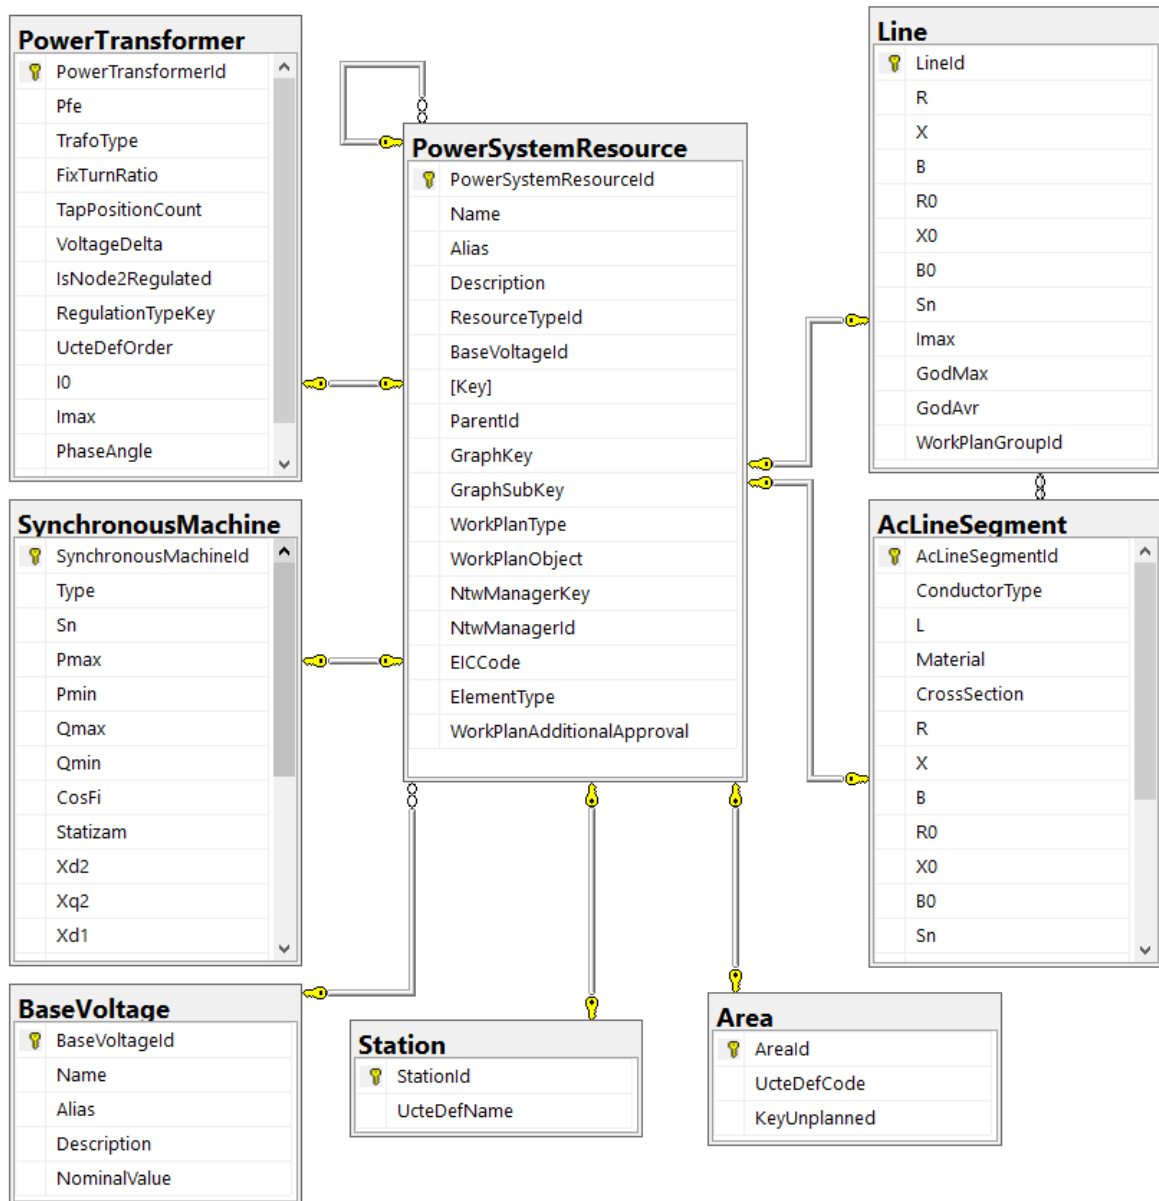 PowerTransformer
PowerTransformerId
Pfe
TrafoType
FixTurnRatio
TapPositionCount
VoltageDelta
IsNode2Regulated
RegulationTypeKey
UcteDefOrder
I0
Imax
PhaseAngle
SynchronousMachine
SynchronousMachineId
Type
Sn
Pmax
Pmin
Qmax
Qmin
CosFi
Statizam
Xd2
Xq2
Xd1
BaseVoltage
BaseVoltageId
Name
Alias
Description
NominalValue
PowerSystemResource
PowerSystemResourceId
Name
Alias
Description
ResourceTypeId
BaseVoltageId
[Key]
ParentId
GraphKey
GraphSubKey
WorkPlanType
WorkPlanObject
NtwManagerKey
NtwManagerId
EICCode
ElementType
WorkPlanAdditionalApproval
Station
StationId
UcteDefName
Area
AreaId
UcteDefCode
KeyUnplanned
Line
LineId
R
X
B
R0
X0
B0
Sn
Imax
GodMax
GodAvr
WorkPlanGroupId
AcLineSegment
AcLineSegmentId
ConductorType
L
Material
CrossSection
R
X
B
R0
X0
B0
Sn